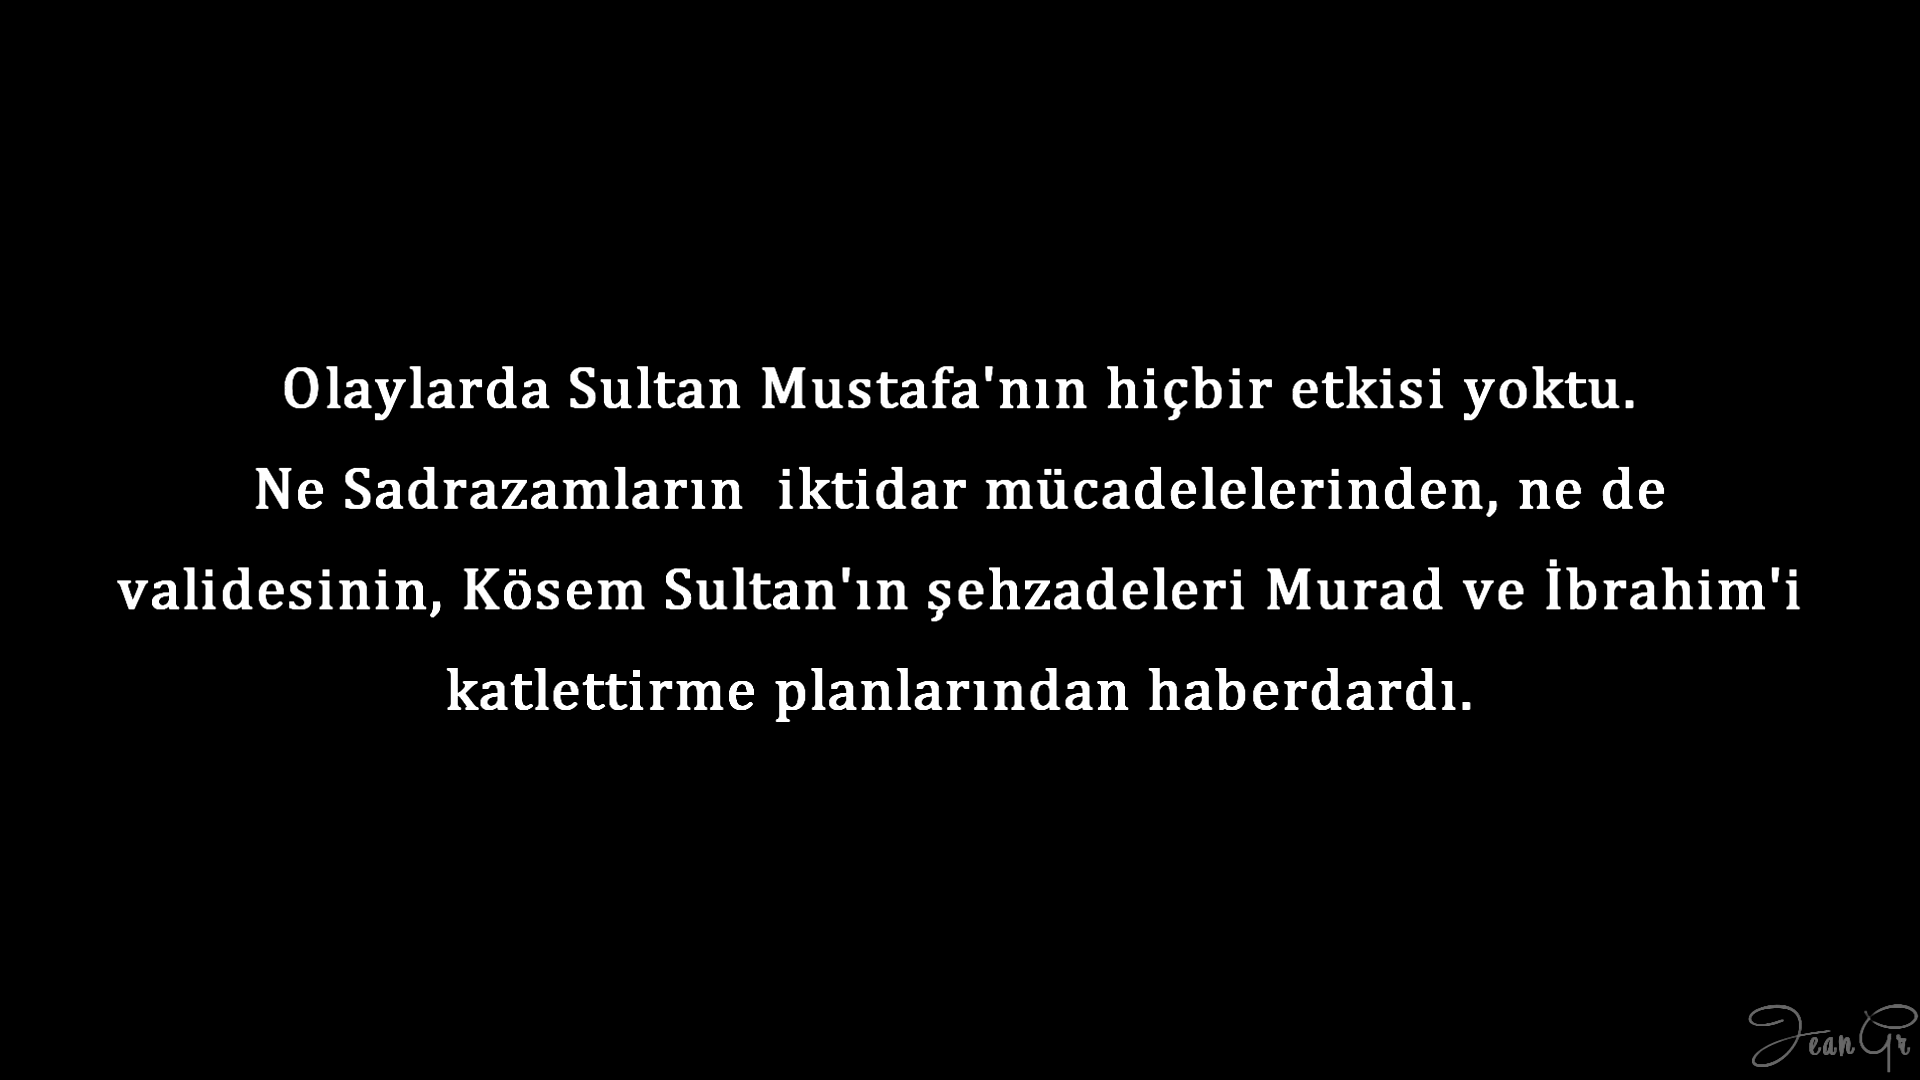 Olaylarda Sultan Mustafa'nın hiçbir etkisi yoktu.
Ne Sadrazamların  iktidar mücadelelerinden, ne de
validesinin, Kösem Sultan'ın şehzadeleri Murad ve İbrahim'i
katlettirme planlarından haberdardı.
JeanGr